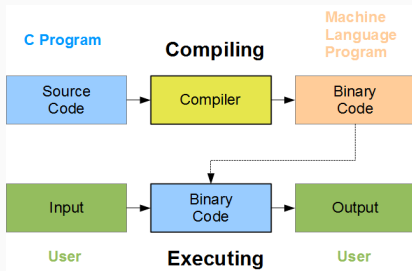 C Program
Compiling
Machine
Language
Program
Source
Code
Compiler
Binary
Code
Input
Binary
Code
Output
User
Executing
User